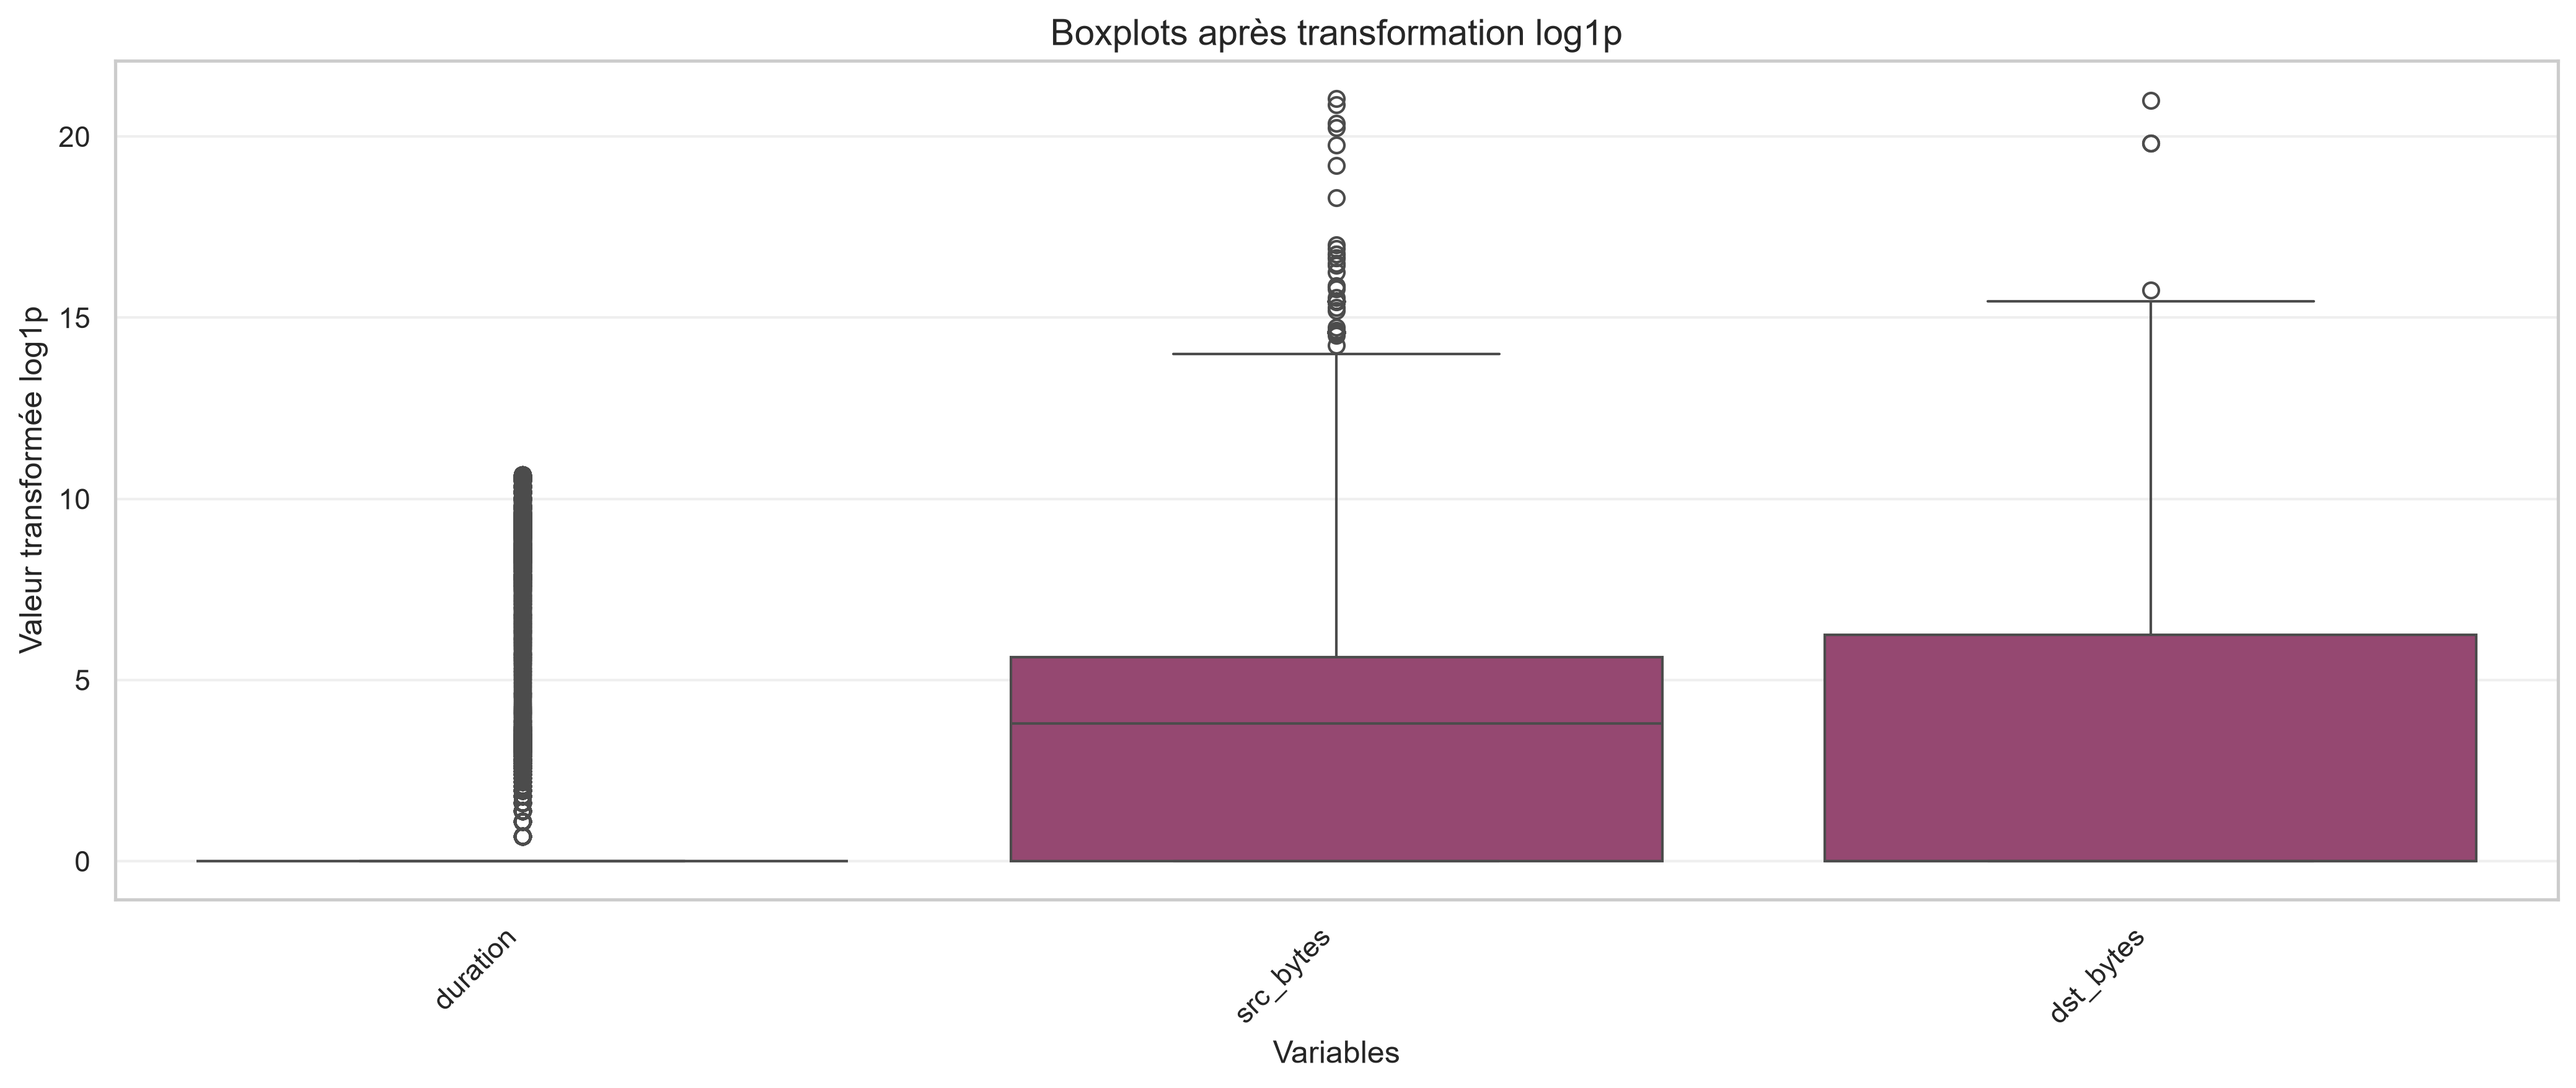 Boxplots après transformation log1p
Valeur transformée log1p
20
15
10
5
0
duration
src_bytes
dst_bytes
Variables